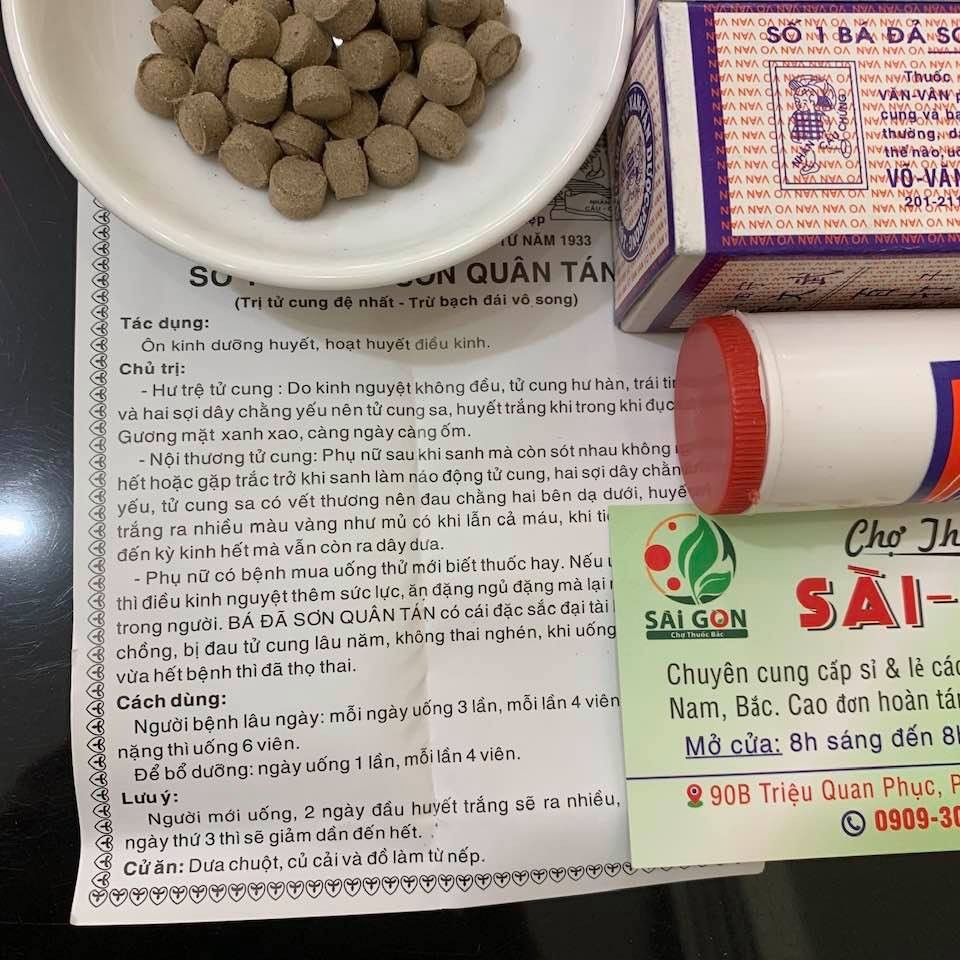 SỐ 1 BÁ ĐẢ
Thuốc
VĂN-VÂN
cung và
thường,
thế nào,
VÕ-VĂN
201-211
NHÀN
CẦU CHỨNG
TỪ NĂM 1933
SƠN QUÂN TÁN
(Trị tử cung đệ nhất - Trừ bạch đái vô song)
Tác dụng:
Ôn kinh dưỡng huyết, hoạt huyết điều kinh.
Chủ trị:
- Hư trệ tử cung : Do kinh nguyệt không đều, tử cung hư hàn, trái
và hai sợi dây chằng yếu nên tử cung sa, huyết trắng khi trong khi đục
Gương mặt xanh xao, càng ngày càng ốm.
- Nội thương tử cung: Phụ nữ sau khi sanh mà còn sót nhau không
hết hoặc gặp trắc trở khi sanh làm náo động tử cung, hai sợi dây chằn
yếu, tử cung sa có vết thương nên đau chằng hai bên dạ dưới, huyế
trắng ra nhiều màu vàng như mủ có khi lẫn cả máu, khi
đến kỳ kinh hết mà vẫn còn ra dây dưa.
- Phụ nữ có bệnh mua uống thử mới biết thuốc hay. Nếu
thì điều kinh nguyệt thêm sức lực, ăn đặng ngủ đặng mà lại
trong người. BÁ ĐÃ SƠN QUÂN TÁN có cái đặc sắc đại tài
chồng, bị đau tử cung lâu năm, không thai nghén, khi uống
vừa hết bệnh thì đã thọ thai.
Cách dùng:
Người bệnh lâu ngày: mỗi ngày uống 3 lần, mỗi lần 4 viên
nặng thì uống 6 viên.
Để bổ dưỡng: ngày uống 1 lần, mỗi lần 4 viên.
Lưu ý:
Người mới uống, 2 ngày đầu huyết trắng sẽ ra nhiều,
ngày thứ 3 thì sẽ giảm dần đến hết.
Cử ăn: Dưa chuột, củ cải và đồ làm từ nếp.
SÀI GÒN
Chợ Thuốc Bắc
Chợ Th
SÀI-
Chuyên cung cấp sỉ & lẻ các
Nam, Bắc. Cao đơn hoàn tán
Mở cửa: 8h sáng đến 8h
90B Triệu Quang Phục, P
0909-30